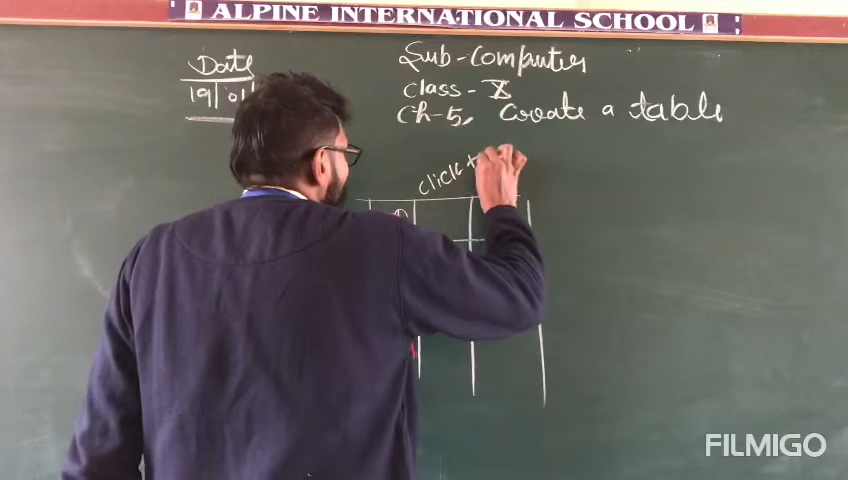 ALPINE INTERNATIONAL SCHOOL
Date
19/01/
Sub-Computer
Class - X
Ch-5, Create a table
Click t
FILMIGO